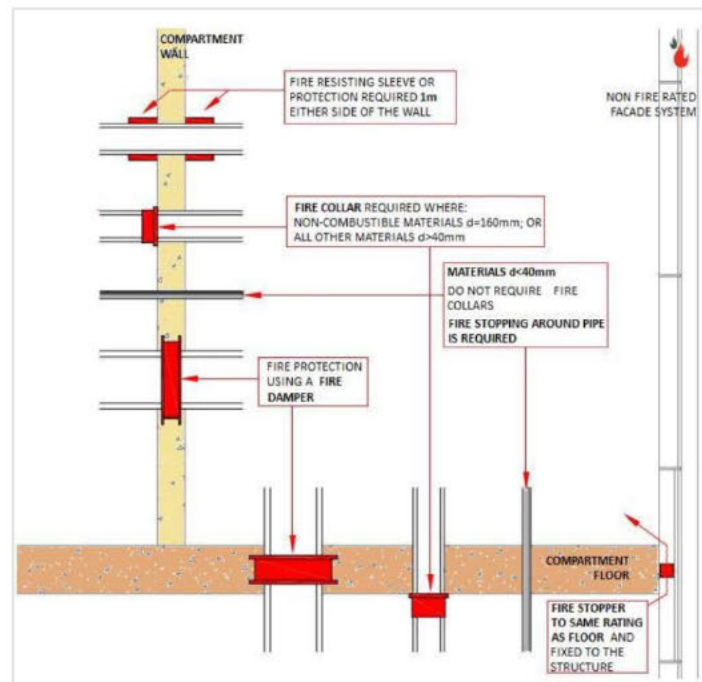 COMPARTMENT
WALL
FIRE RESISTING SLEEVE OR
PROTECTION REQUIRED 1m
EITHER SIDE OF THE WALL
NON FIRE RATED
FACADE SYSTEM
FIRE COLLAR REQUIRED WHERE:
NON-COMBUSTIBLE MATERIALS d=160mm; OR
ALL OTHER MATERIALS d>40mm
MATERIALS d<40mm
DO NOT REQUIRE FIRE
COLLARS
FIRE STOPPING AROUND PIPE
IS REQUIRED
FIRE PROTECTION
USING A FIRE
DAMPER
COMPARTMENT
FLOOR
FIRE STOPPER
TO SAME RATING
AS FLOOR AND
FIXED TO THE
STRUCTURE